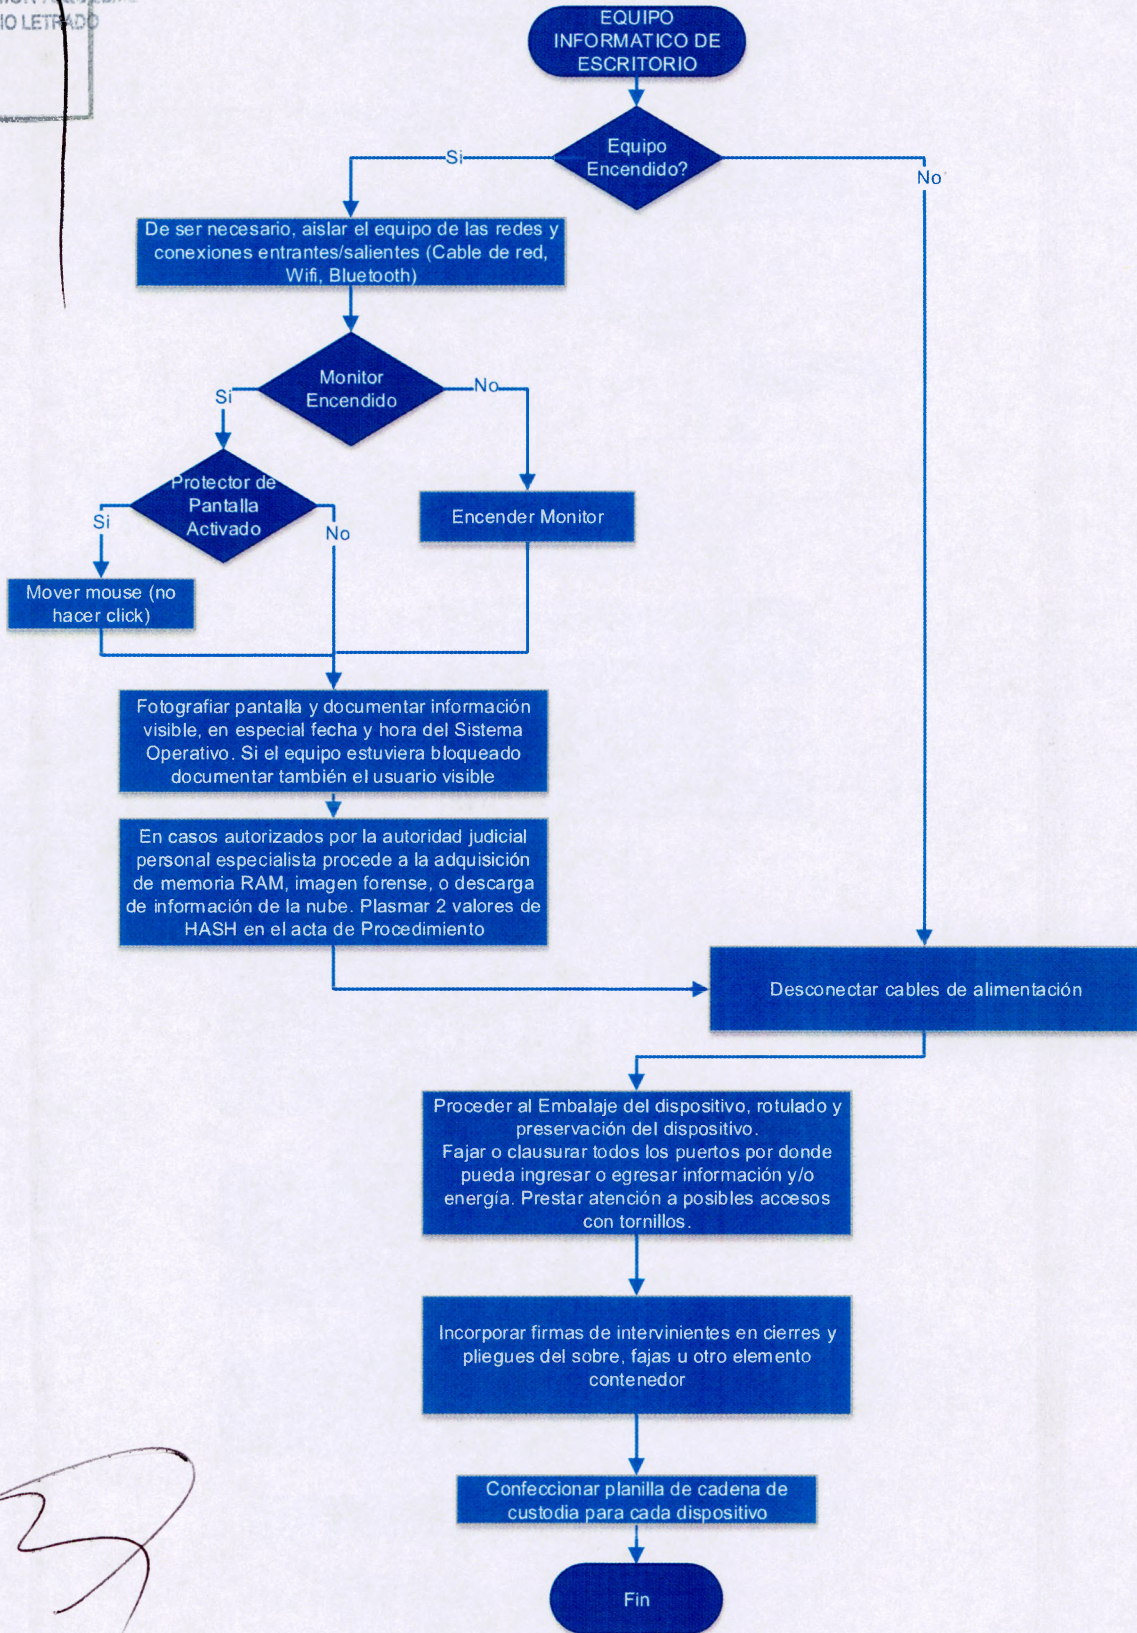 IO LETRADO
EQUIPO
INFORMATICO DE
ESCRITORIO
Equipo
Encendido?
Si
No
De ser necesario, aislar el equipo de las redes y
conexiones entrantes/salientes (Cable de red,
Wifi, Bluetooth)
Monitor
Encendido
Si
No
Protector de
Pantalla
Activado
Si
No
Encender Monitor
Mover mouse (no
hacer click)
Fotografiar pantalla y documentar información
visible, en especial fecha y hora del Sistema
Operativo. Si el equipo estuviera bloqueado
documentar también el usuario visible
En casos autorizados por la autoridad judicial
personal especialista procede a la adquisición
de memoria RAM, imagen forense, o descarga
de información de la nube. Plasmar 2 valores de
HASH en el acta de Procedimiento
Desconectar cables de alimentación
Proceder al Embalaje del dispositivo, rotulado y
preservación del dispositivo.
Fajar o clausurar todos los puertos por donde
pueda ingresar o egresar información y/o
energía. Prestar atención a posibles accesos
con tornillos.
Incorporar firmas de intervinientes en cierres y
pliegues del sobre, fajas u otro elemento
contenedor
Confeccionar planilla de cadena de
custodia para cada dispositivo
Fin